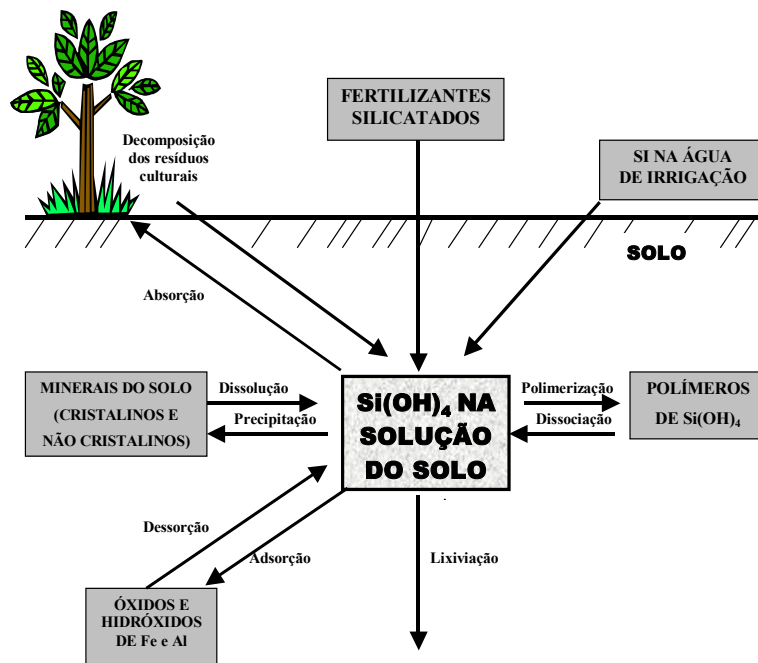 FERTILIZANTES
SILICATADOS
Decomposição
dos resíduos
culturais
SI NA ÁGUA
DE IRRIGAÇÃO
SOLO
Absorção
MINERAIS DO SOLO
(CRISTALINOS E
NÃO CRISTALINOS)
Dissolução
Precipitação
Si(OH)₄ NA
SOLUÇÃO
DO SOLO
Polimerização
Dissociação
POLÍMEROS
DE Si(OH)₄
Dessorção
Adsorção
Lixiviação
ÓXIDOS E
HIDRÓXIDOS
DE Fe e Al